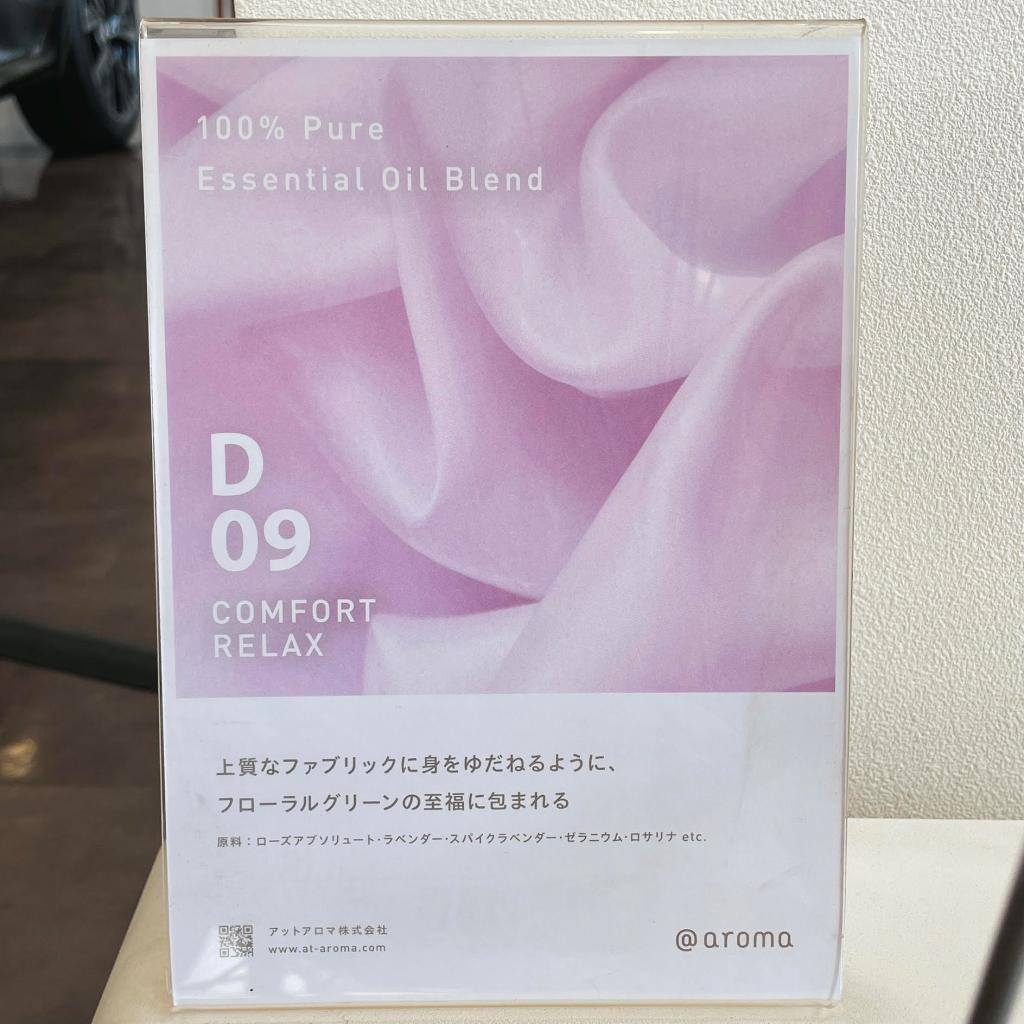 100% Pure
Essential Oil Blend
D
09
COMFORT
RELAX
上質なファブリックに身をゆだねるように、
フローラルグリーンの至福に包まれる
原料：ローズアブソリュート・ラベンダー・スパイクラベンダー・ゼラニウム・ロサリナ etc.
アットアロマ株式会社
www.at-aroma.com
@aroma